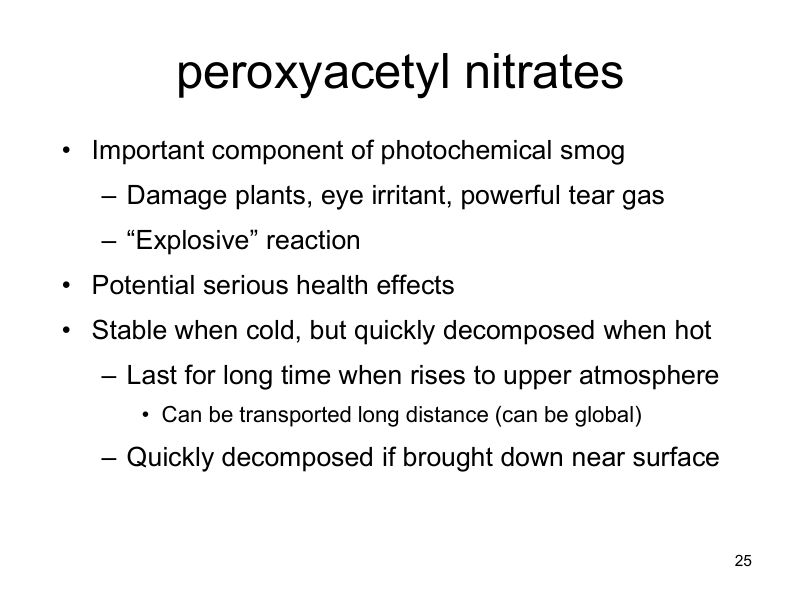 peroxyacetyl nitrates
• Important component of photochemical smog
– Damage plants, eye irritant, powerful tear gas
– “Explosive” reaction
• Potential serious health effects
• Stable when cold, but quickly decomposed when hot
– Last for long time when rises to upper atmosphere
• Can be transported long distance (can be global)
– Quickly decomposed if brought down near surface
25